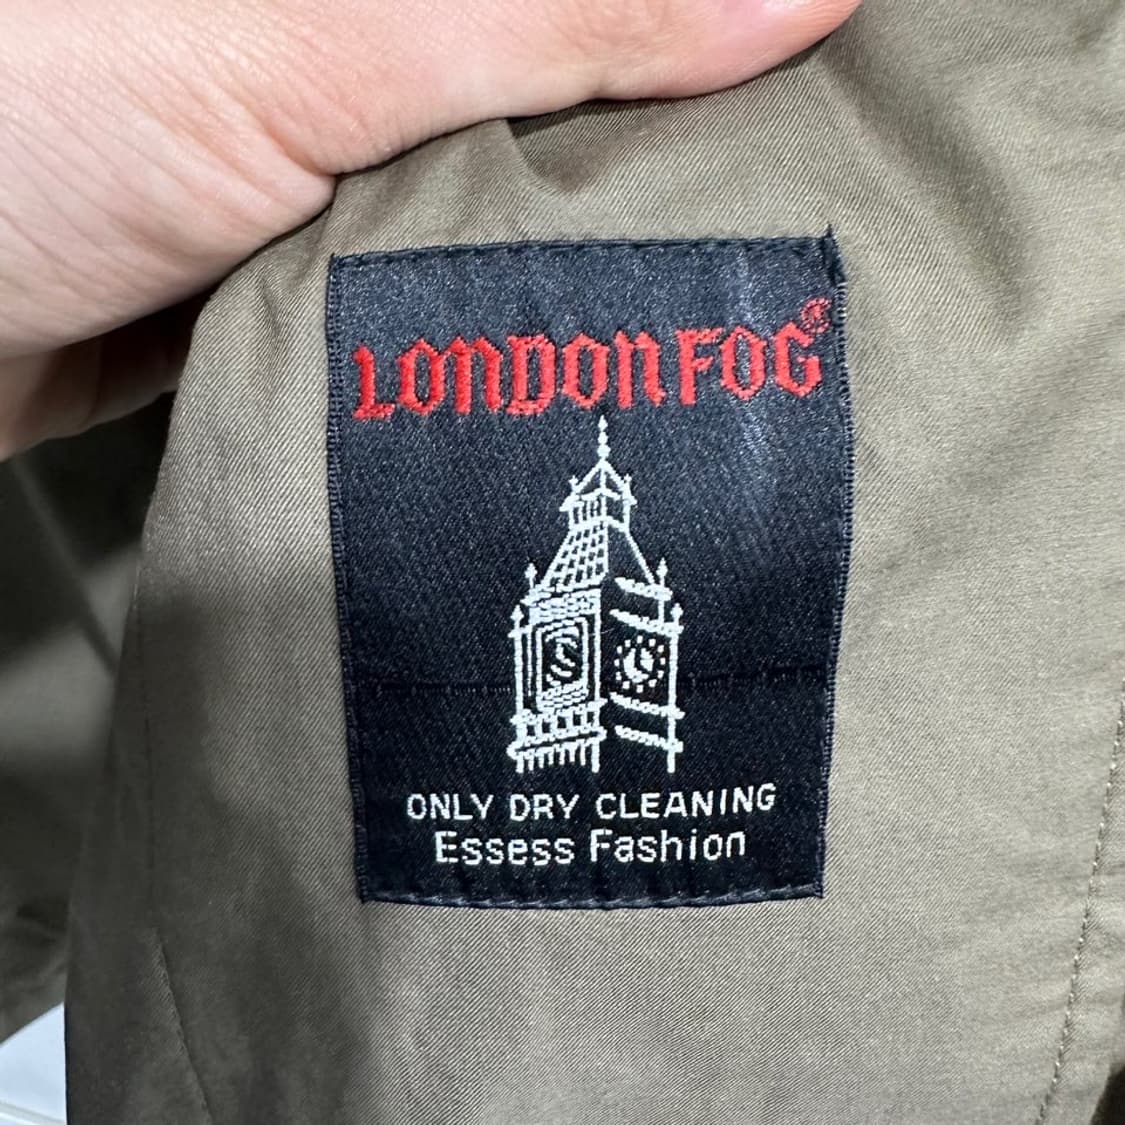 LONDON FOG
ONLY DRY CLEANING
Essess Fashion